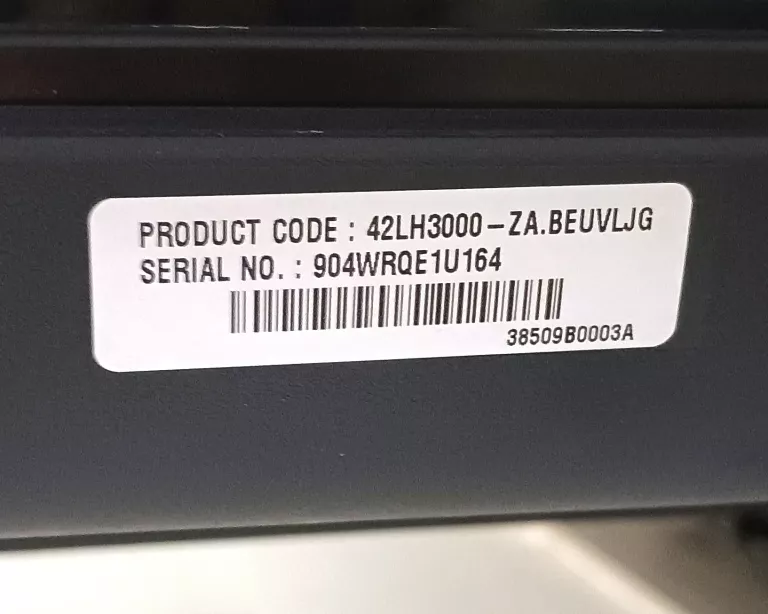 PRODUCT CODE : 42LH3000-ZA.BEUVLJG
SERIAL NO. : 904WRQE1U164
38509B0003A